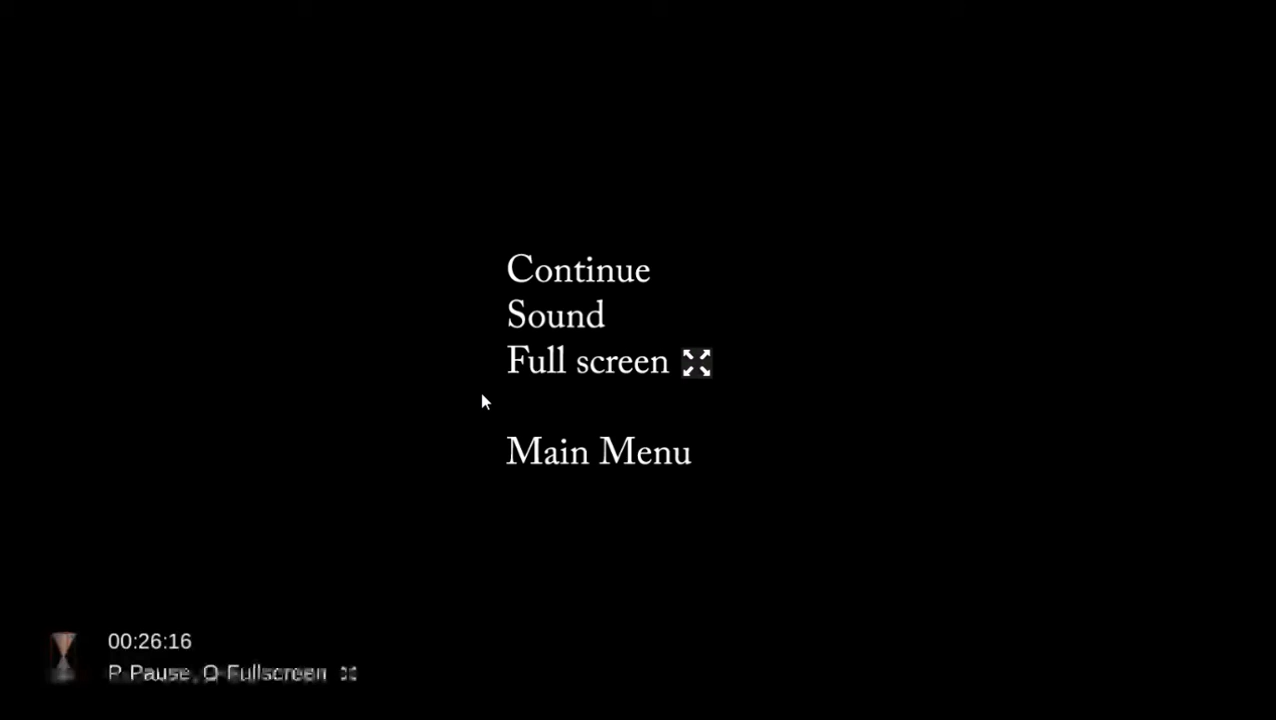 Continue
Sound
Full screen
Main Menu
00:26:16
P Pause, O Fullscreen